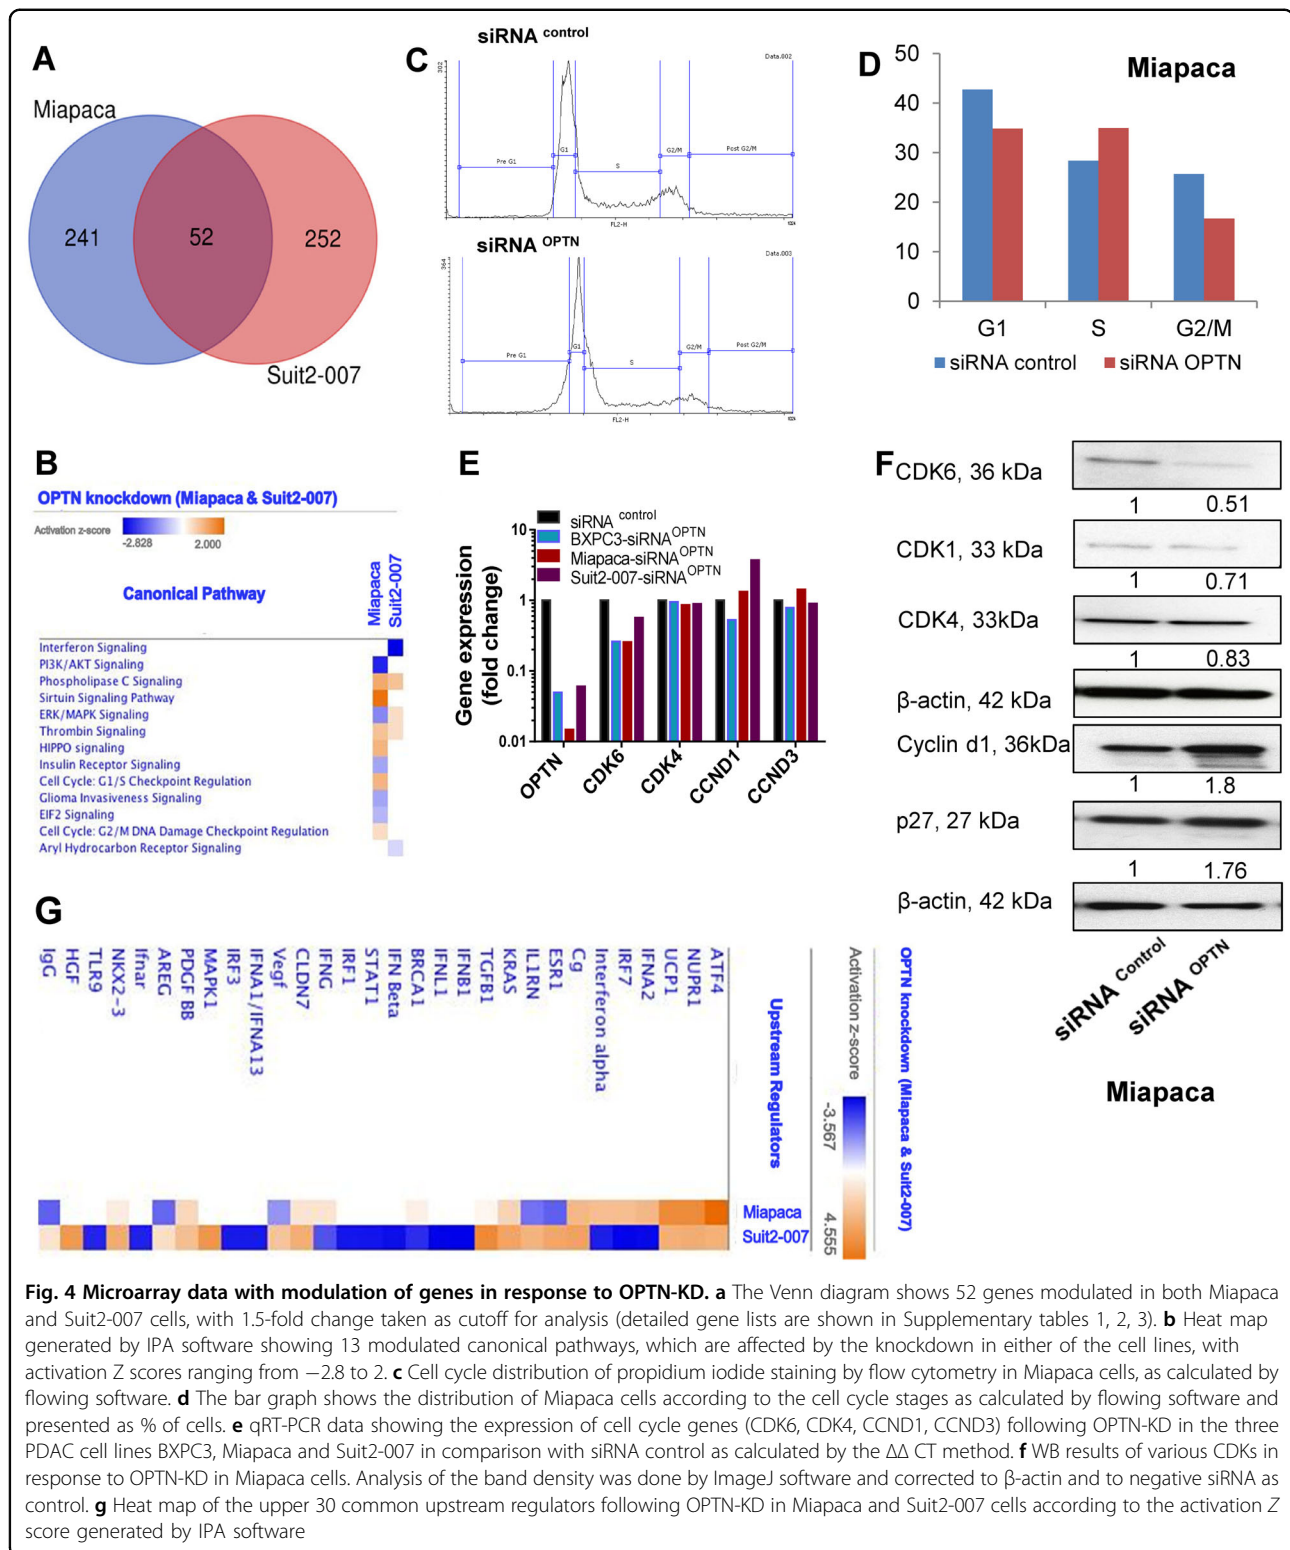 A
Miapaca
241
52
252
Suit2-007
C
siRNA control
Data.002
302
Pre G1
G1
S
G2/M
Post G2/M
FL2-H
1024
siRNA OPTN
Data.003
364
Pre G1
G1
S
G2/M
Post G2/M
FL2-H
1024
D
Miapaca
50
40
30
20
10
0
G1
S
G2/M
siRNA control
siRNA OPTN
B
OPTN knockdown (Miapaca & Suit2-007)
Activation z-score
-2.828
2.000
Canonical Pathway
Miapaca
Suit2-007
Interferon Signaling
PI3K/AKT Signaling
Phospholipase C Signaling
Sirtuin Signaling Pathway
ERK/MAPK Signaling
Thrombin Signaling
HIPPO signaling
Insulin Receptor Signaling
Cell Cycle: G1/S Checkpoint Regulation
Glioma Invasiveness Signaling
EIF2 Signaling
Cell Cycle: G2/M DNA Damage Checkpoint Regulation
Aryl Hydrocarbon Receptor Signaling
E
siRNA control
BXPC3-siRNA OPTN
Miapaca-siRNA OPTN
Suit2-007-siRNA OPTN
Gene expression
(fold change)
10
1
0.1
0.01
OPTN
CDK6
CDK4
CCND1
CCND3
F
CDK6, 36 kDa
1 0.51
CDK1, 33 kDa
1 0.71
CDK4, 33kDa
1 0.83
β-actin, 42 kDa
Cyclin d1, 36kDa
1 1.8
p27, 27 kDa
1 1.76
β-actin, 42 kDa
siRNA Control
siRNA OPTN
Miapaca
G
IgG
HGF
TLR9
NKX2-3
Ifnar
AREG
PDGF BB
MAPK1
IRF3
IFNA1/IFNA13
Vegf
CLDN7
IFNG
IRF1
STAT1
IFN Beta
BRCA1
IFNL1
IFNB1
TGFB1
KRAS
IL1RN
ESR1
Cg
Interferon alpha
IRF7
IFNA2
UCP1
NUPR1
ATF4
Upstream Regulators
Miapaca
Suit2-007
Activation z-score
-3.567
4.555
OPTN knockdown (Miapaca & Suit2-007)
Fig. 4 Microarray data with modulation of genes in response to OPTN-KD. a The Venn diagram shows 52 genes modulated in both Miapaca
and Suit2-007 cells, with 1.5-fold change taken as cutoff for analysis (detailed gene lists are shown in Supplementary tables 1, 2, 3). b Heat map
generated by IPA software showing 13 modulated canonical pathways, which are affected by the knockdown in either of the cell lines, with
activation Z scores ranging from −2.8 to 2. c Cell cycle distribution of propidium iodide staining by flow cytometry in Miapaca cells, as calculated by
flowing software. d The bar graph shows the distribution of Miapaca cells according to the cell cycle stages as calculated by flowing software and
presented as % of cells. e qRT-PCR data showing the expression of cell cycle genes (CDK6, CDK4, CCND1, CCND3) following OPTN-KD in the three
PDAC cell lines BXPC3, Miapaca and Suit2-007 in comparison with siRNA control as calculated by the ΔΔ CT method. f WB results of various CDKs in
response to OPTN-KD in Miapaca cells. Analysis of the band density was done by ImageJ software and corrected to β-actin and to negative siRNA as
control. g Heat map of the upper 30 common upstream regulators following OPTN-KD in Miapaca and Suit2-007 cells according to the activation Z
score generated by IPA software